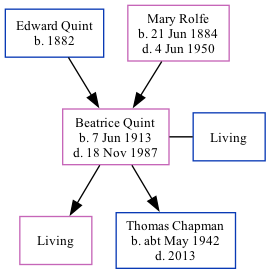 Edward Quint
b. 1882
Mary Rolfe
b. 21 Jun 1884
d. 4 Jun 1950
Beatrice Quint
b. 7 Jun 1913
d. 18 Nov 1987
Living
Living
Thomas Chapman
b. abt May 1942
d. 2013